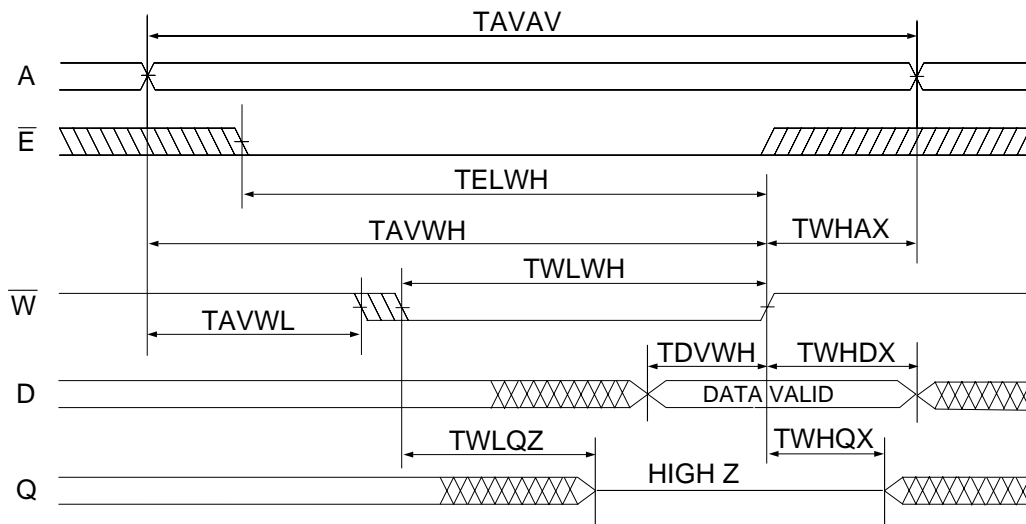 TAVAV
A
E
TELWH
TAVWH TWHAX
TWLWH
W
TAVWL
TDVWH TWHDX
D DATA VALID
TWLQZ TWHQX
Q HIGH Z